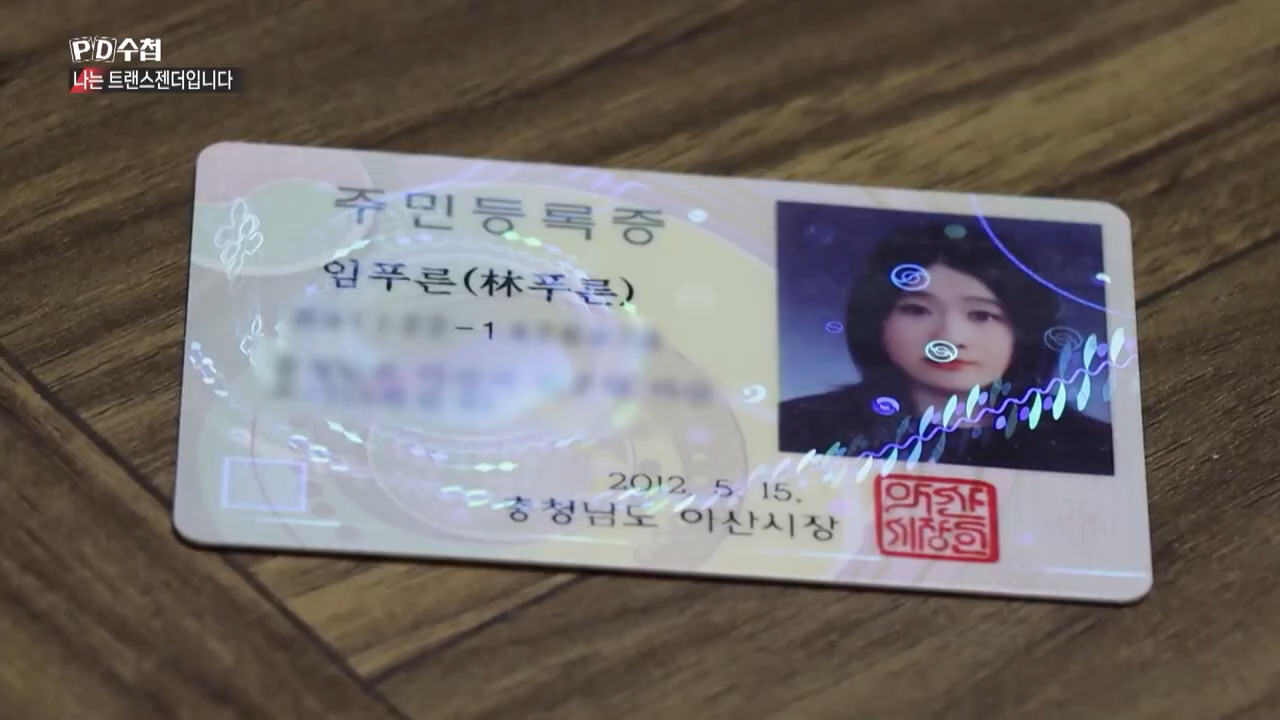 PD수첩
나는 트랜스젠더입니다
주민등록증
임푸른(林푸른)
-1
2012. 5. 15.
충청남도 아산시장